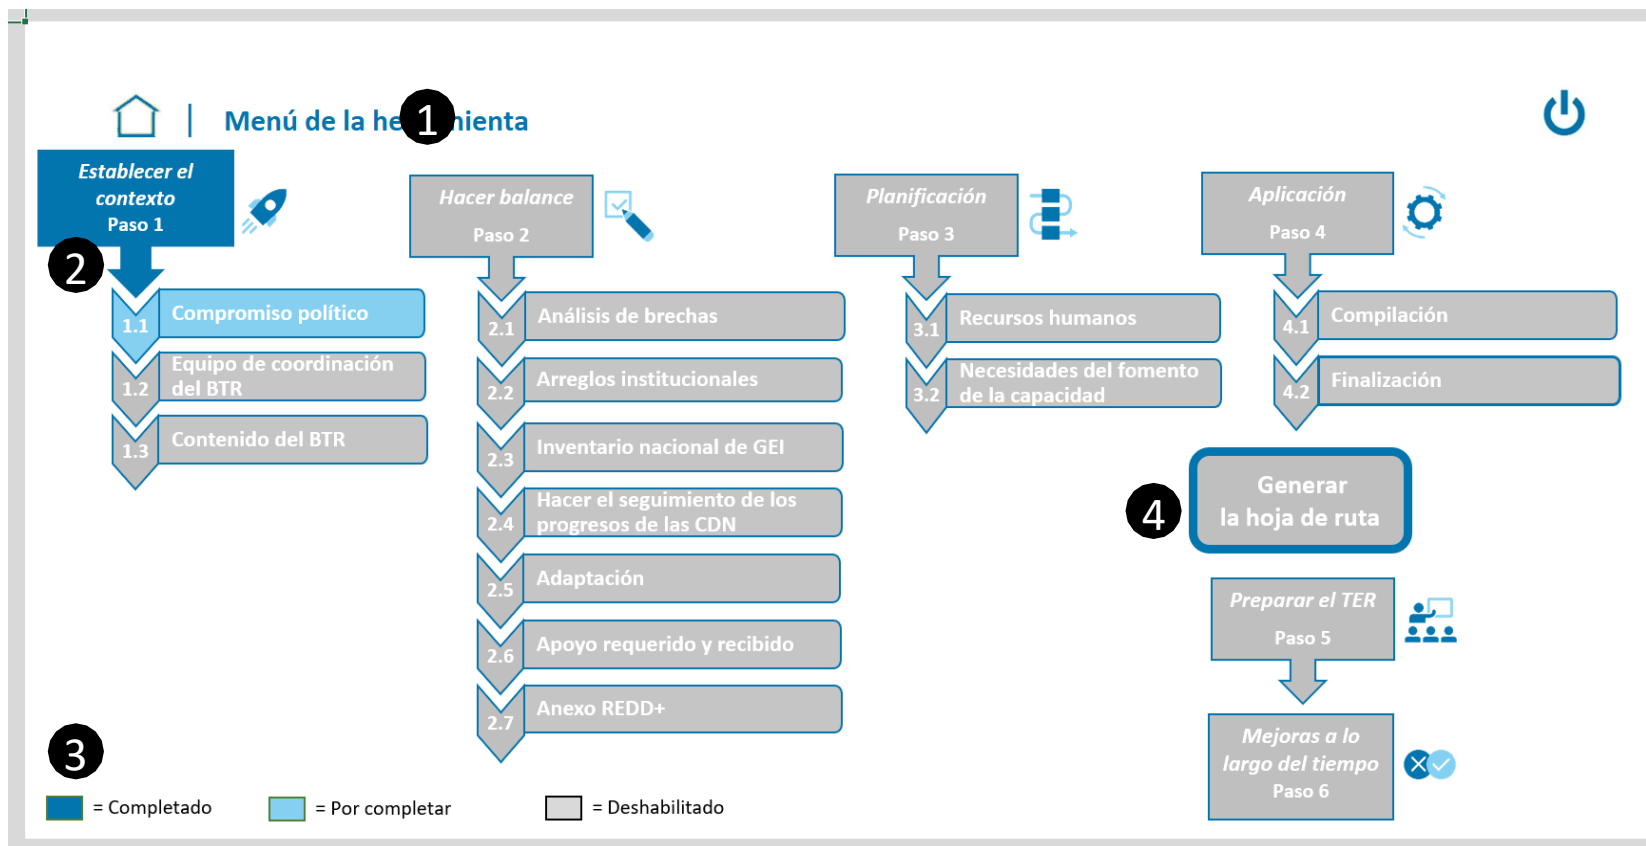 Menú de la he mienta
1
Establecer el
contexto
Paso 1
2
1.1
Compromiso político
1.2
Equipo de coordinación
del BTR
1.3
Contenido del BTR
Hacer balance
Paso 2
2.1
Análisis de brechas
2.2
Arreglos institucionales
2.3
Inventario nacional de GEI
2.4
Hacer el seguimiento de los
progresos de las CDN
2.5
Adaptación
2.6
Apoyo requerido y recibido
2.7
Anexo REDD+
Planificación
Paso 3
3.1
Recursos humanos
3.2
Necesidades del fomento
de la capacidad
Aplicación
Paso 4
4.1
Compilación
4.2
Finalización
4
Generar
la hoja de ruta
Preparar el TER
Paso 5
Mejoras a lo
largo del tiempo
Paso 6
3
= Completado
= Por completar
= Deshabilitado